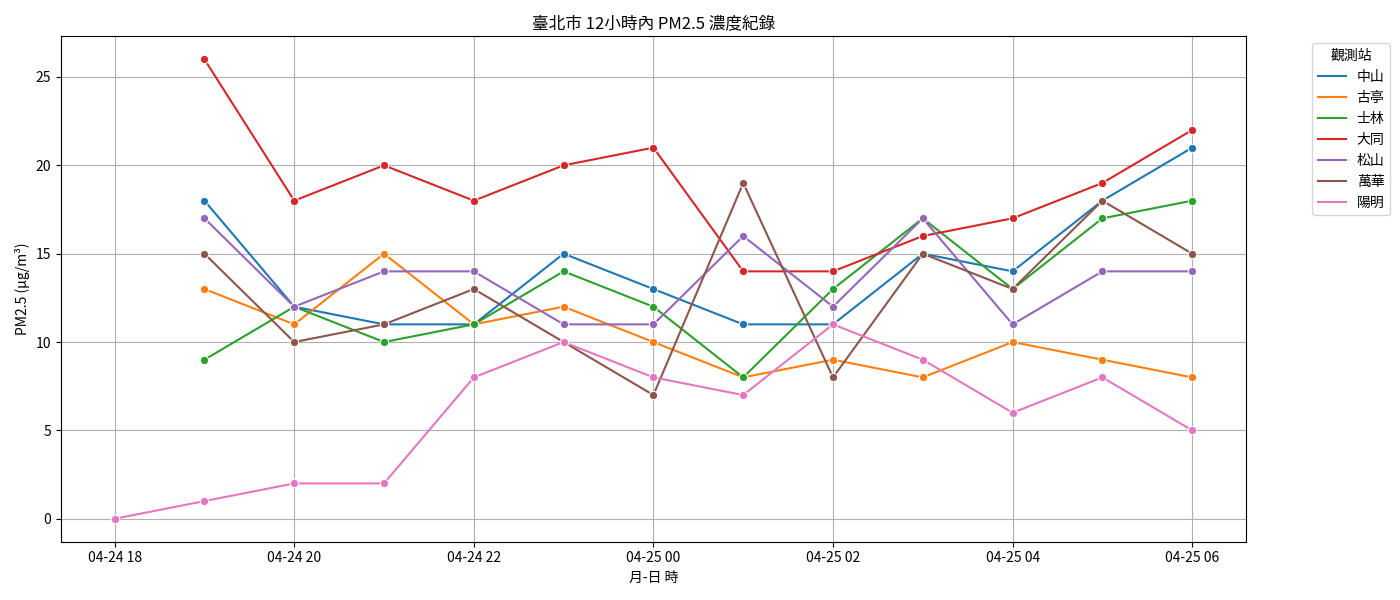 臺北市 12小時內 PM2.5 濃度紀錄
PM2.5 (μg/m³)
25
20
15
10
5
0
04-24 18
04-24 20
04-24 22
04-25 00
04-25 02
04-25 04
04-25 06
月-日 時
觀測站
中山
古亭
士林
大同
松山
萬華
陽明